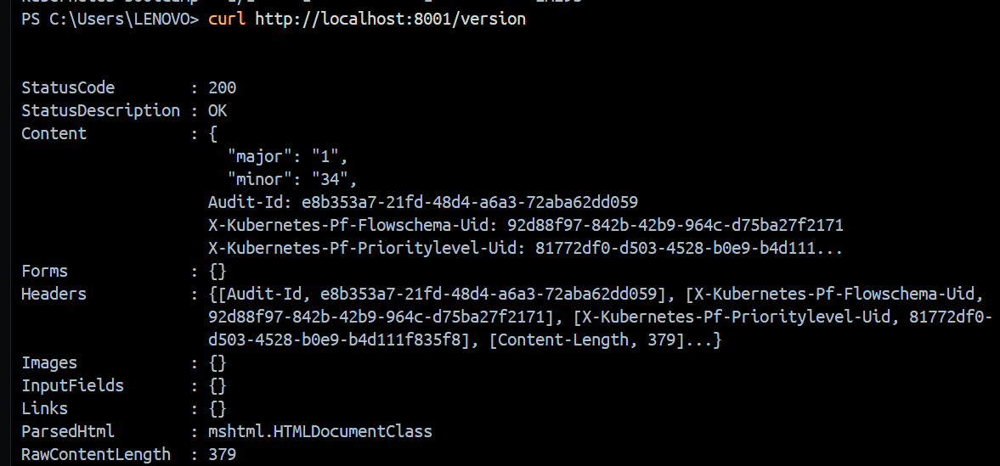 PS C:\Users\LENOVO> curl http://localhost:8001/version
StatusCode        : 200
StatusDescription : OK
Content           : {
                      "major": "1",
                      "minor": "34",
                    Audit-Id: e8b353a7-21fd-48d4-a6a3-72aba62dd059
                    X-Kubernetes-Pf-Flowschema-Uid: 92d88f97-842b-42b9-964c-d75ba27f2171
                    X-Kubernetes-Pf-Prioritylevel-Uid: 81772df0-d503-4528-b0e9-b4d111...
Forms             : {}
Headers           : {[Audit-Id, e8b353a7-21fd-48d4-a6a3-72aba62dd059], [X-Kubernetes-Pf-Flowschema-Uid,
                    92d88f97-842b-42b9-964c-d75ba27f2171], [X-Kubernetes-Pf-Prioritylevel-Uid, 81772df0-
                    d503-4528-b0e9-b4d111f835f8], [Content-Length, 379]...}
Images            : {}
InputFields       : {}
Links             : {}
ParsedHtml        : mshtml.HTMLDocumentClass
RawContentLength  : 379